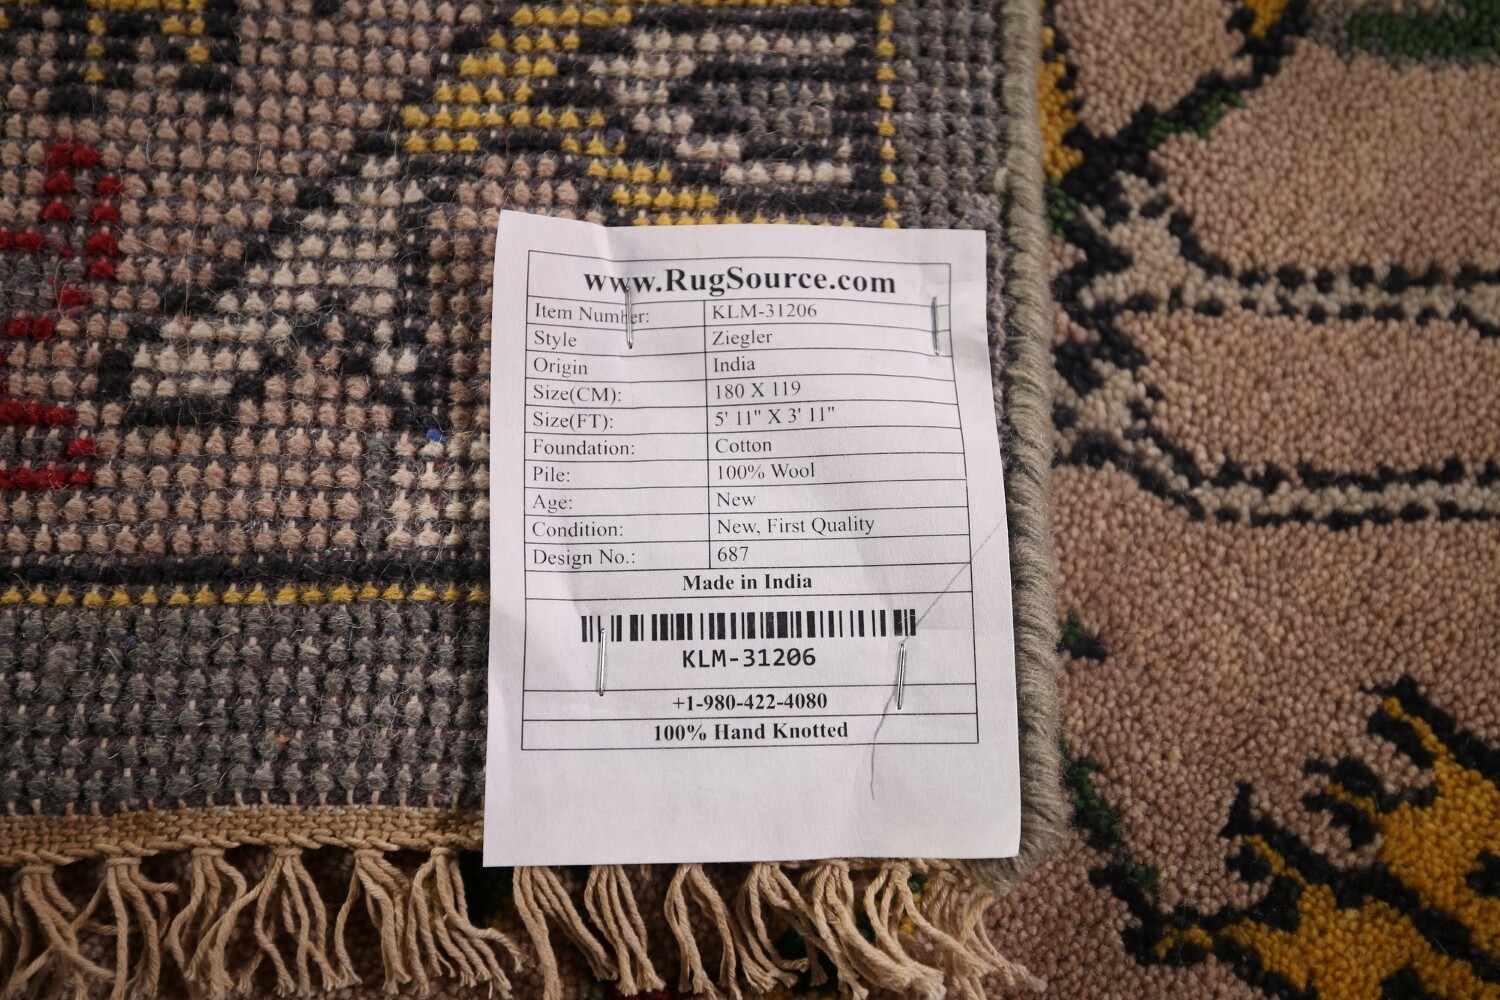 www.RugSource.com
Item Number: KLM-31206
Style Ziegler
Origin India
Size(CM): 180 X 119
Size(FT): 5' 11" X 3' 11"
Foundation: Cotton
Pile: 100% Wool
Age: New
Condition: New, First Quality
Design No.: 687
Made in India
KLM-31206
+1-980-422-4080
100% Hand Knotted